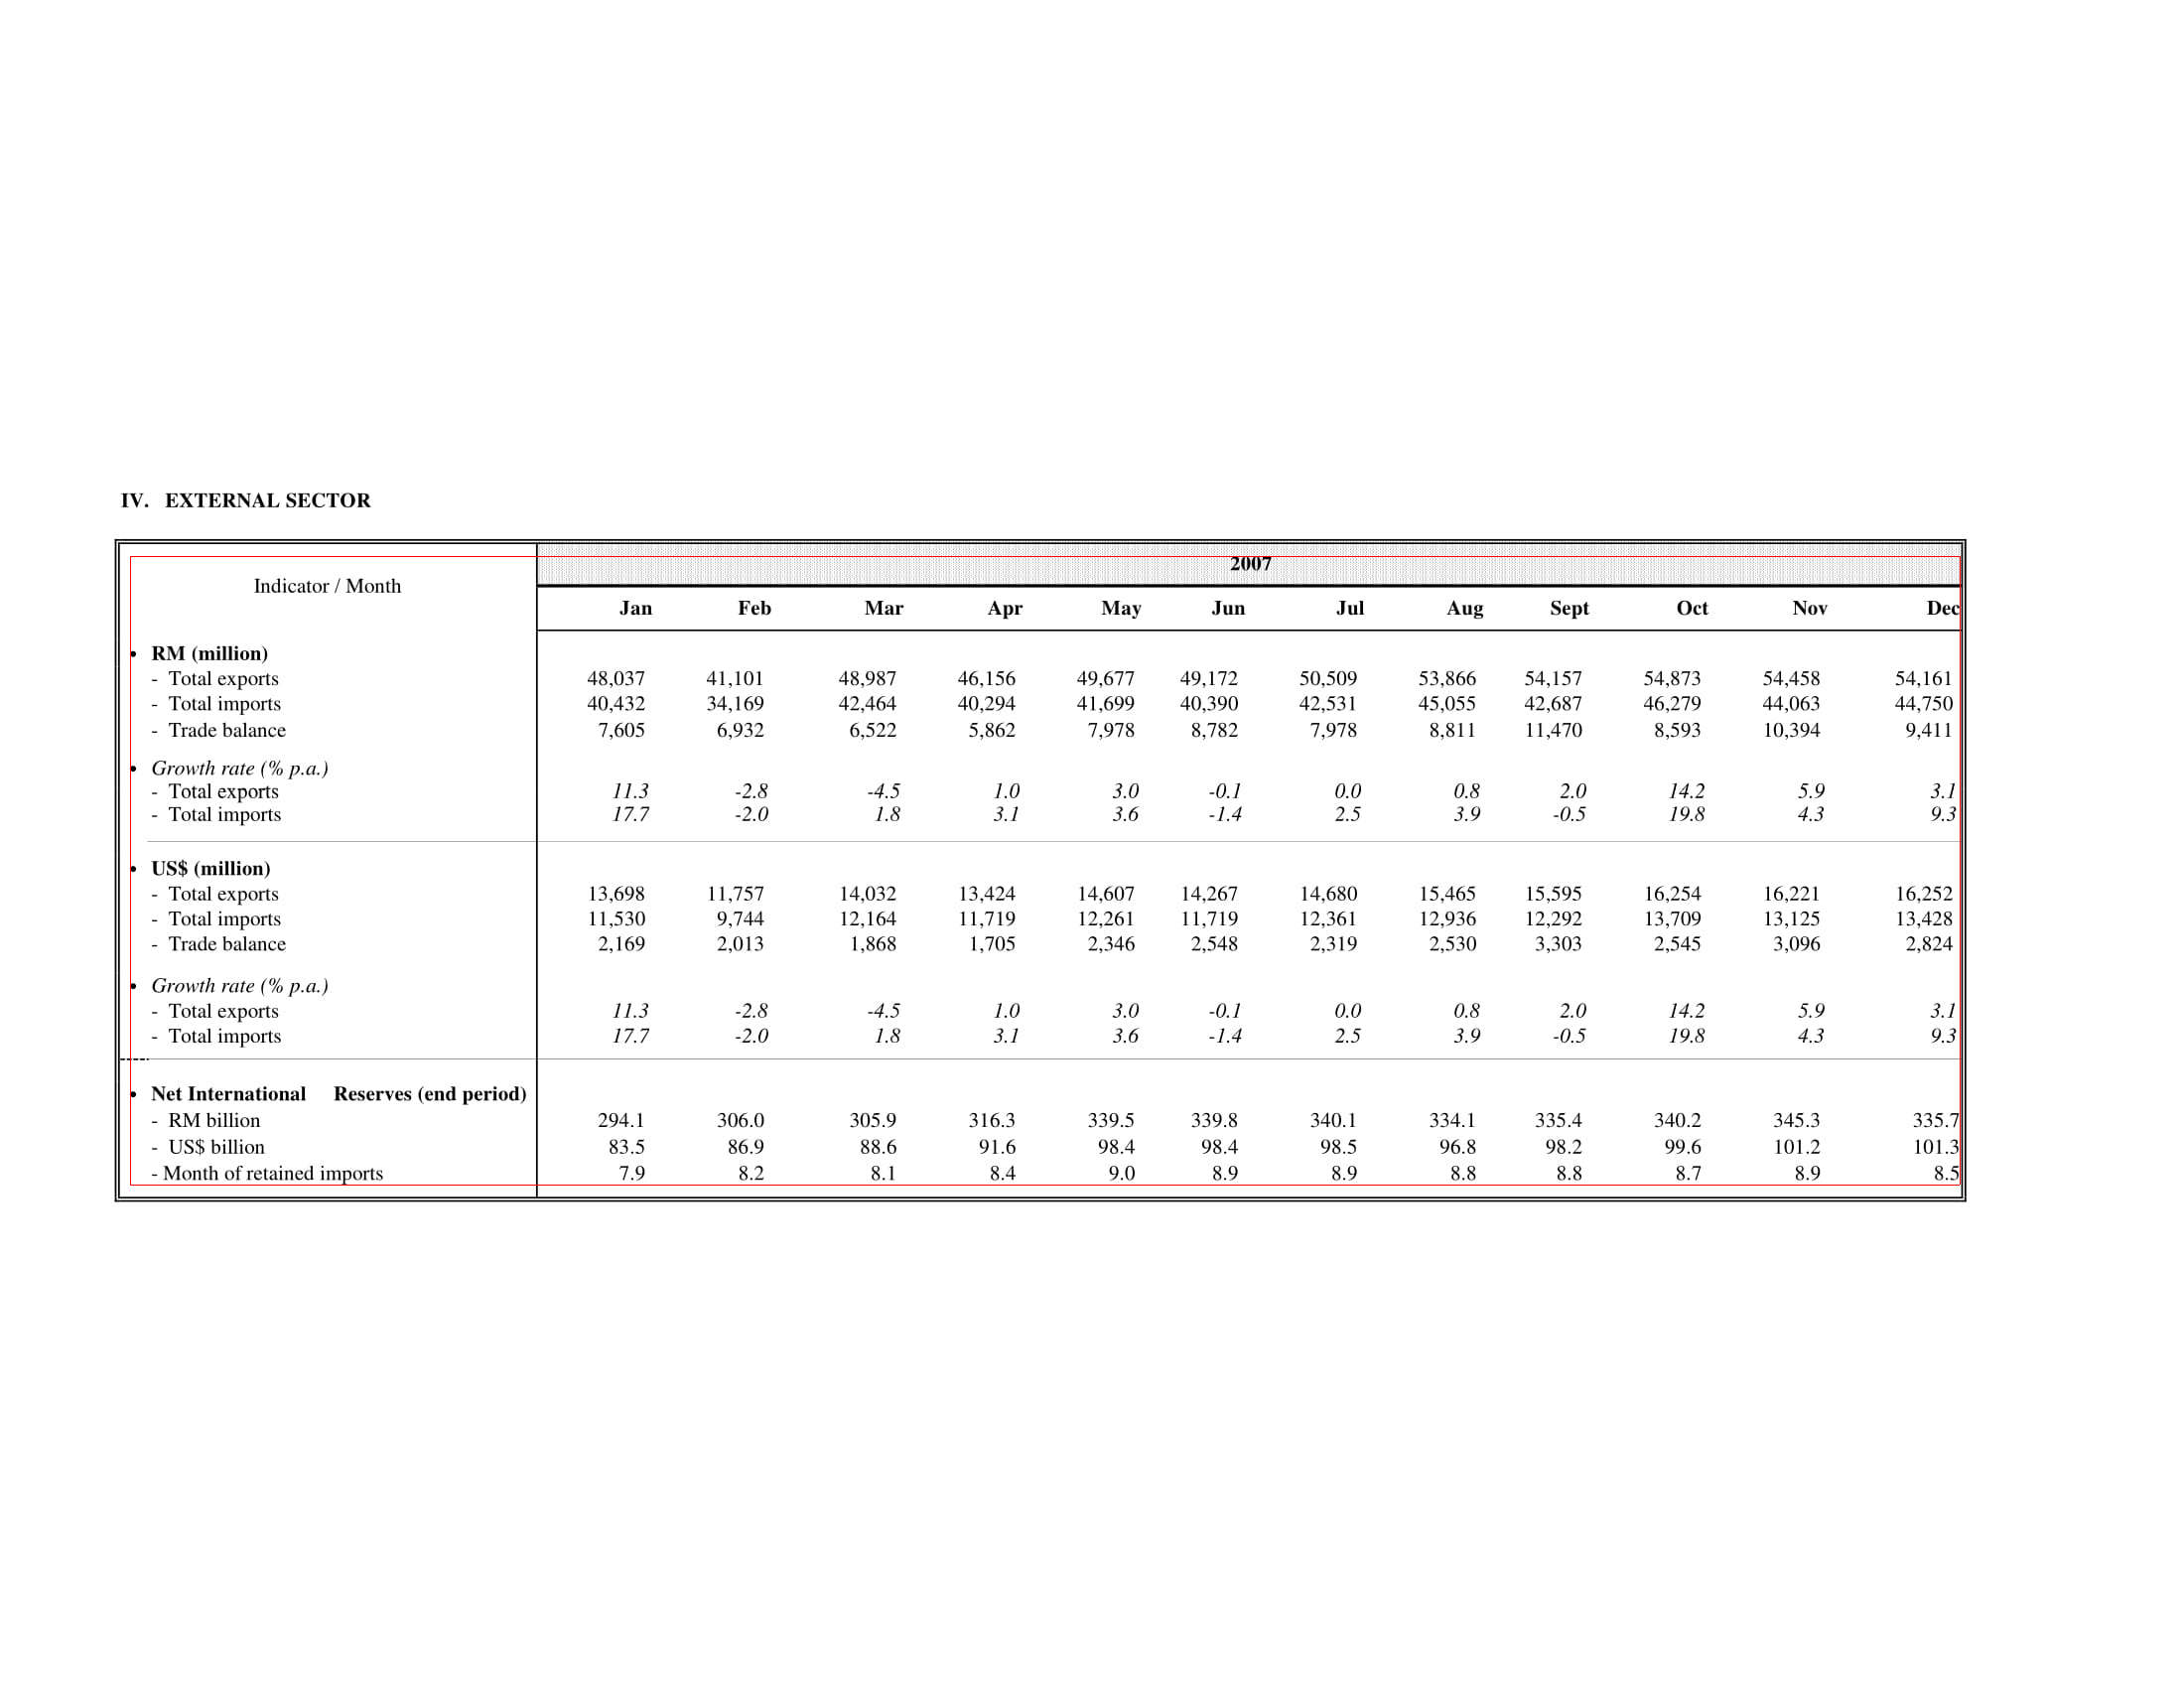 IV. EXTERNAL SECTOR
Indicator / Month 2007
Jan Feb Mar Apr May Jun Jul Aug Sept Oct Nov Dec
• RM (million)
- Total exports 48,037 41,101 48,987 46,156 49,677 49,172 50,509 53,866 54,157 54,873 54,458 54,161
- Total imports 40,432 34,169 42,464 40,294 41,699 40,390 42,531 45,055 42,687 46,279 44,063 44,750
- Trade balance 7,605 6,932 6,522 5,862 7,978 8,782 7,978 8,811 11,470 8,593 10,394 9,411
• Growth rate (% p.a.)
- Total exports 11.3 -2.8 -4.5 1.0 3.0 -0.1 0.0 0.8 2.0 14.2 5.9 3.1
- Total imports 17.7 -2.0 1.8 3.1 3.6 -1.4 2.5 3.9 -0.5 19.8 4.3 9.3
• US$ (million)
- Total exports 13,698 11,757 14,032 13,424 14,607 14,267 14,680 15,465 15,595 16,254 16,221 16,252
- Total imports 11,530 9,744 12,164 11,719 12,261 11,719 12,361 12,936 12,292 13,709 13,125 13,428
- Trade balance 2,169 2,013 1,868 1,705 2,346 2,548 2,319 2,530 3,303 2,545 3,096 2,824
• Growth rate (% p.a.)
- Total exports 11.3 -2.8 -4.5 1.0 3.0 -0.1 0.0 0.8 2.0 14.2 5.9 3.1
- Total imports 17.7 -2.0 1.8 3.1 3.6 -1.4 2.5 3.9 -0.5 19.8 4.3 9.3
• Net International Reserves (end period)
- RM billion 294.1 306.0 305.9 316.3 339.5 339.8 340.1 334.1 335.4 340.2 345.3 335.7
- US$ billion 83.5 86.9 88.6 91.6 98.4 98.4 98.5 96.8 98.2 99.6 101.2 101.3
- Month of retained imports 7.9 8.2 8.1 8.4 9.0 8.9 8.9 8.8 8.8 8.7 8.9 8.5